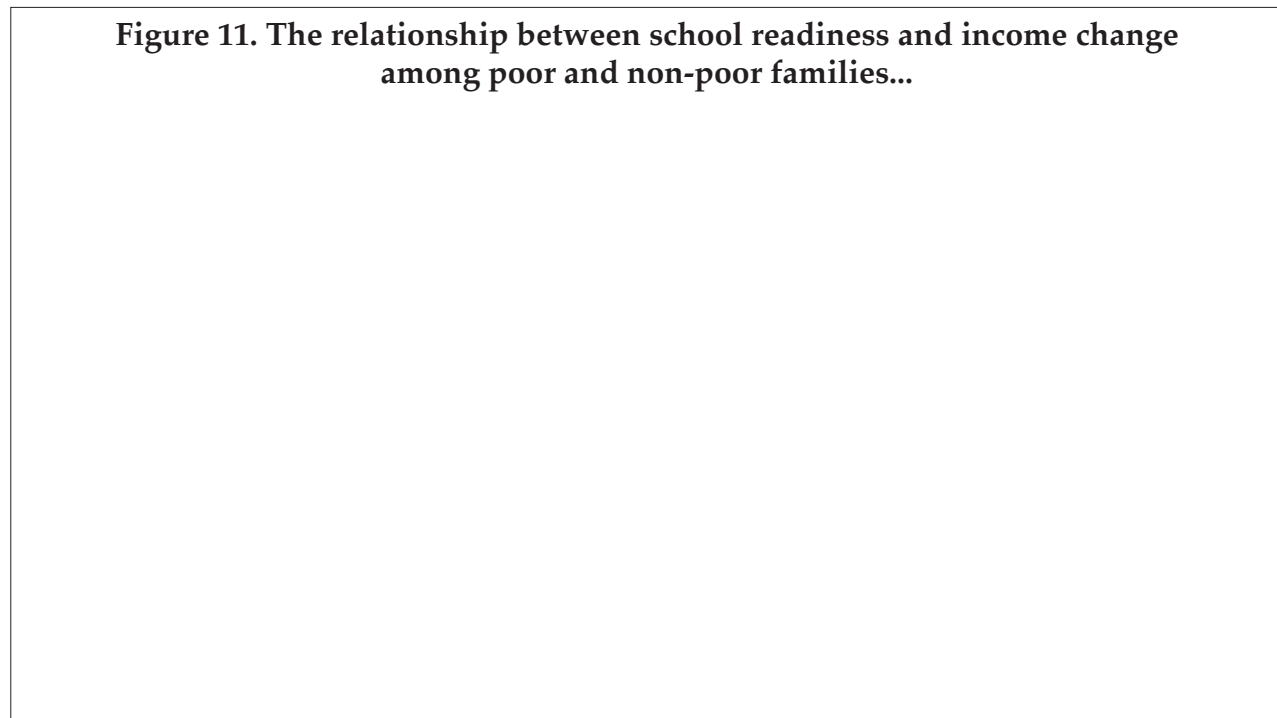 Figure 11. The relationship between school readiness and income change
among poor and non-poor families...